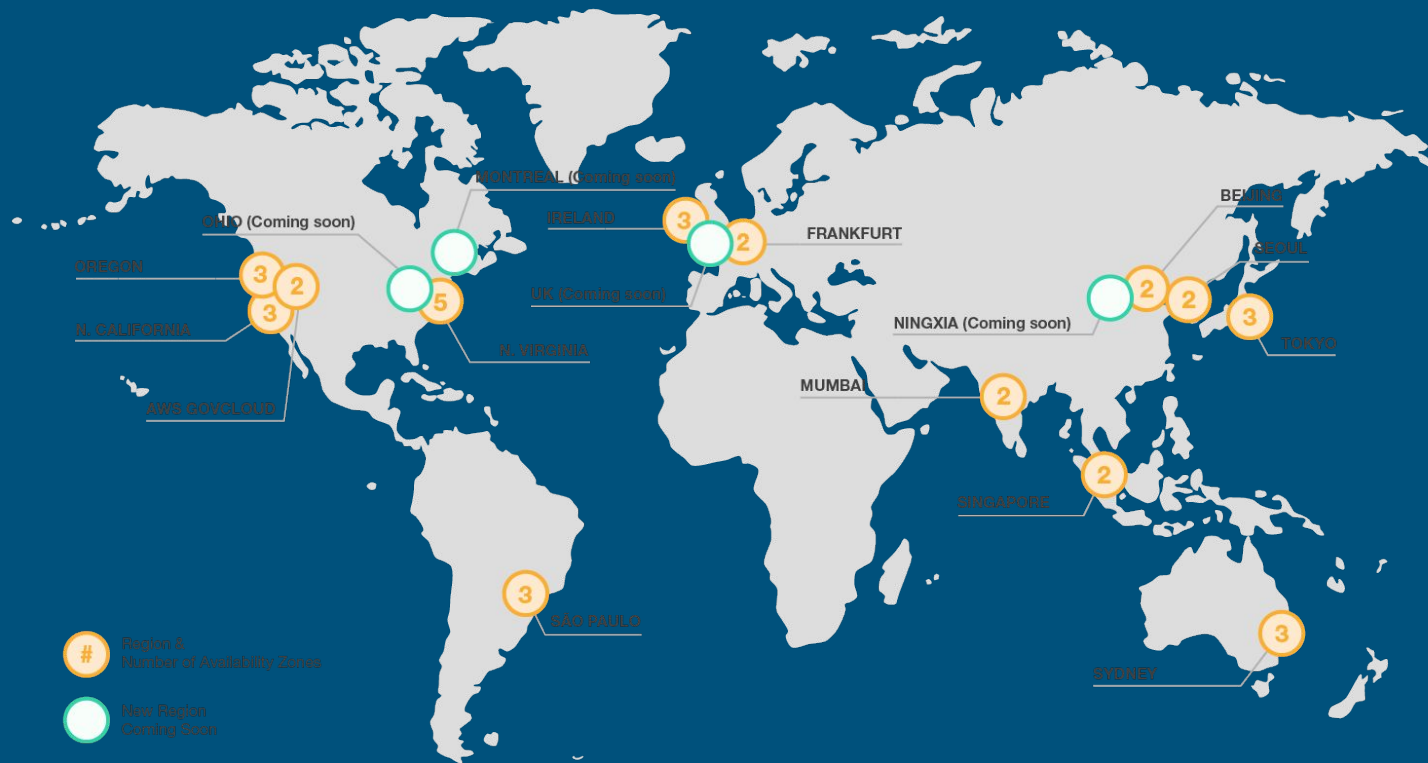 MONTREAL (Coming soon)
BEIJING
OHIO (Coming soon)
IRELAND
3
FRANKFURT
2
SEOUL
OREGON
3
2
3
5
2
2
3
UK (Coming soon)
NINGXIA (Coming soon)
N. CALIFORNIA
N. VIRGINIA
TOKYO
MUMBAI
2
AWS GOVCLOUD
2
SINGAPORE
3
SAO PAULO
3
SYDNEY
#
Region &
Number of Availability Zones
New Region
Coming Soon